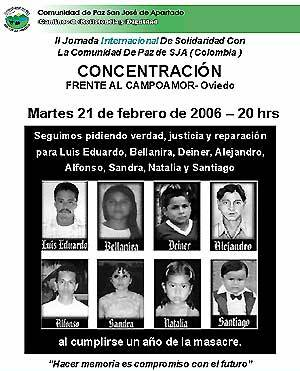 Comunidad de Paz San José de Apartado
II Jornada Internacional De Solidaridad Con
La Comunidad De Paz de SJA ( Colombia )
CONCENTRACIÓN
FRENTE AL CAMPOAMOR- Oviedo
Martes 21 de febrero de 2006 – 20 hrs
Seguimos pidiendo verdad, justicia y reparación
para Luis Eduardo, Bellanira, Deiner, Alejandro,
Alfonso, Sandra, Natalia y Santiago
Luis Eduardo Bellanira Deiner Alejandro
Alfonso Sandra Natalia Santiago
al cumplirse un año de la masacre.
"Hacer memoria es compromiso con el futuro"